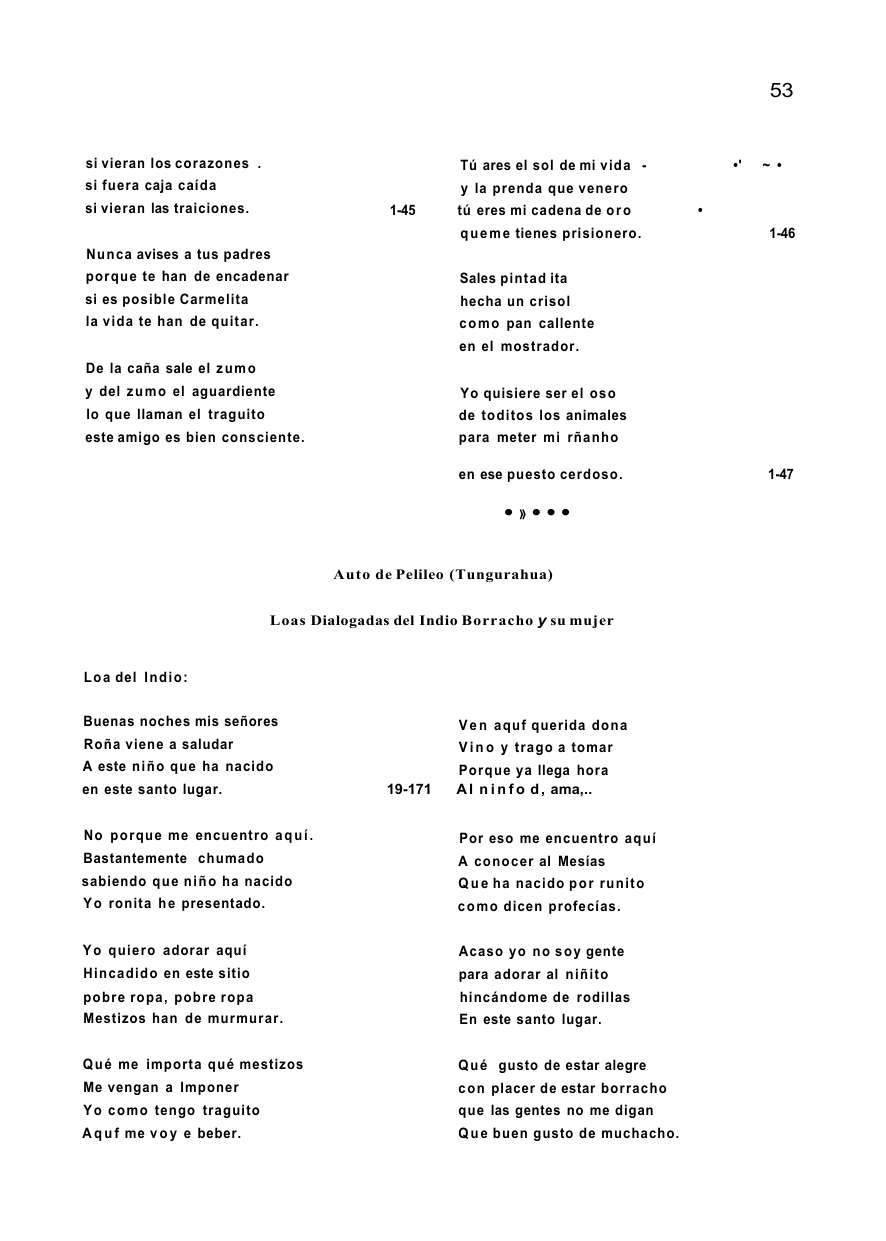 53
si vieran los corazones .
si fuera caja caída
si vieran las traiciones. 1-45
Nunca avises a tus padres
porque te han de encadenar
si es posible Carmelita
la vida te han de quitar.
De la caña sale el zumo
y del zumo el aguardiente
lo que llaman el traguito
este amigo es bien consciente.
Tú ares el sol de mi vida - •' ~ •
y la prenda que venero
tú eres mi cadena de oro •
queme tienes prisionero. 1-46
Sales pintad ita
hecha un crisol
como pan callente
en el mostrador.
Yo quisiere ser el oso
de toditos los animales
para meter mi rñanho
en ese puesto cerdoso. 1-47
• » • • •
Auto de Pelileo (Tungurahua)
Loas Dialogadas del Indio Borracho y su mujer
Loa del Indio:
Buenas noches mis señores
Roña viene a saludar
A este niño que ha nacido
en este santo lugar. 19-171
No porque me encuentro aquí.
Bastantemente chumado
sabiendo que niño ha nacido
Yo ronita he presentado.
Yo quiero adorar aquí
Hincadido en este sitio
pobre ropa, pobre ropa
Mestizos han de murmurar.
Qué me importa qué mestizos
Me vengan a Imponer
Yo como tengo traguito
Aquf me voy e beber.
Ven aquf querida dona
Vino y trago a tomar
Porque ya llega hora
Al ninfo d, ama,..
Por eso me encuentro aquí
A conocer al Mesías
Que ha nacido por runito
como dicen profecías.
Acaso yo no soy gente
para adorar al niñito
hincándome de rodillas
En este santo lugar.
Qué gusto de estar alegre
con placer de estar borracho
que las gentes no me digan
Que buen gusto de muchacho.